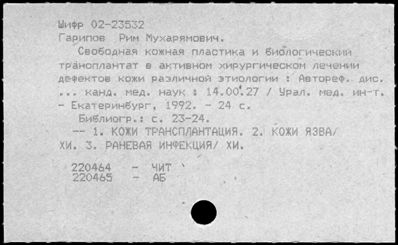 Шифр 02-23532
Гарипов Рим Мухарямович.
Свободная кожная пластика и биологический
трансплантат в активном хирургическом лечении
дефектов кожи различной этиологии : Автореф. дис.
... канд. мед. наук : 14.00.27 / Урал. мед. ин-т.
- Екатеринбург, 1992. - 24 с.
Библиогр.: с. 23-24.
-- 1. КОЖИ ТРАНСПЛАНТАЦИЯ. 2. КОЖИ ЯЗВА/
ХИ. 3. РАНЕВАЯ ИНФЕКЦИЯ/ ХИ.
220464 - ЧИТ
220465 - АБ